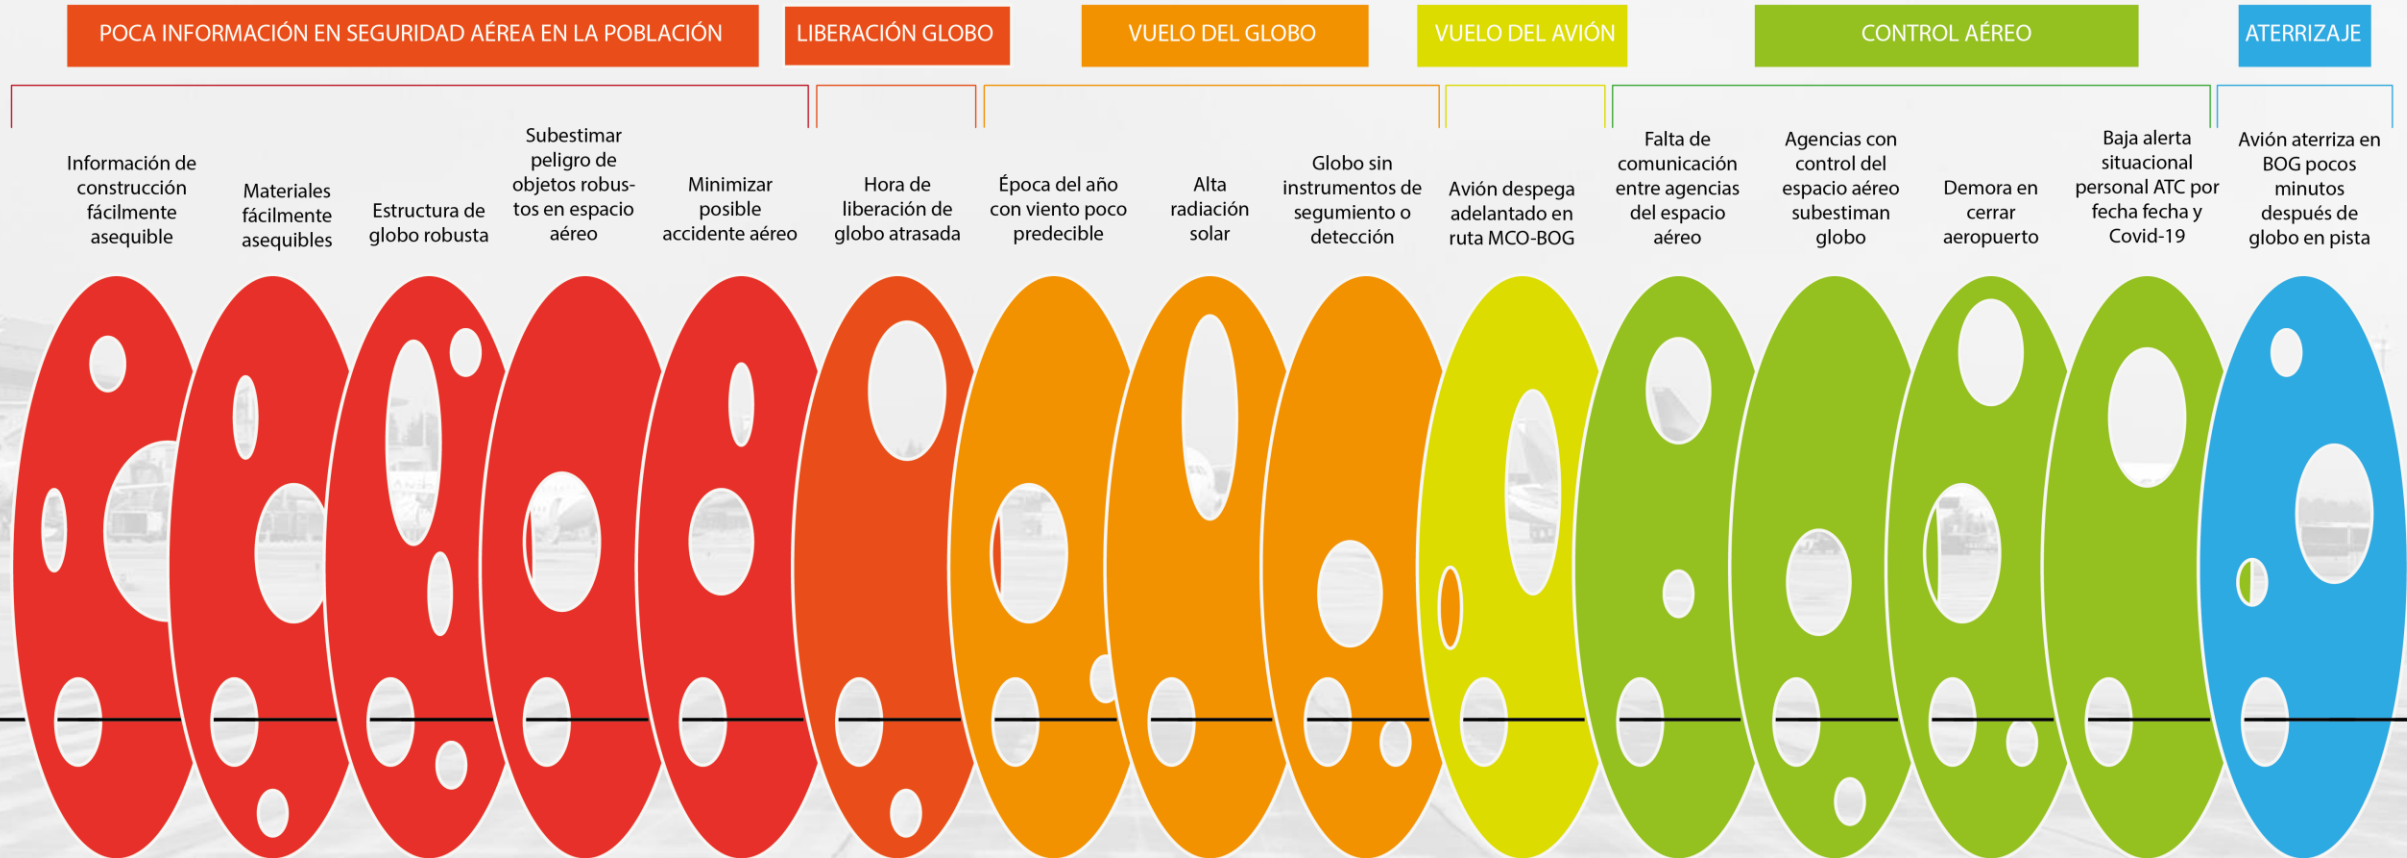 POCA INFORMACIÓN EN SEGURIDAD AÉREA EN LA POBLACIÓN
LIBERACIÓN GLOBO
VUELO DEL GLOBO
VUELO DEL AVIÓN
CONTROL AÉREO
ATERRIZAJE
Información de
construcción
fácilmente
asequible
Materiales
fácilmente
asequibles
Estructura de
globo robusta
Subestimar
peligro de
objetos robus-
tos en espacio
aéreo
Minimizar
posible
accidente aéreo
Hora de
liberación de
globo atrasada
Época del año
con viento poco
predecible
Alta
radiación
solar
Globo sin
instrumentos de
segumiento o
detección
Avión despega
adelantado en
ruta MCO-BOG
Falta de
comunicación
entre agencias
del espacio
aéreo
Agencias con
control del
espacio aéreo
subestiman
globo
Demora en
cerrar
aeropuerto
Baja alerta
situacional
personal ATC por
fecha fecha y
Covid-19
Avión aterriza en
BOG pocos
minutos
después de
globo en pista